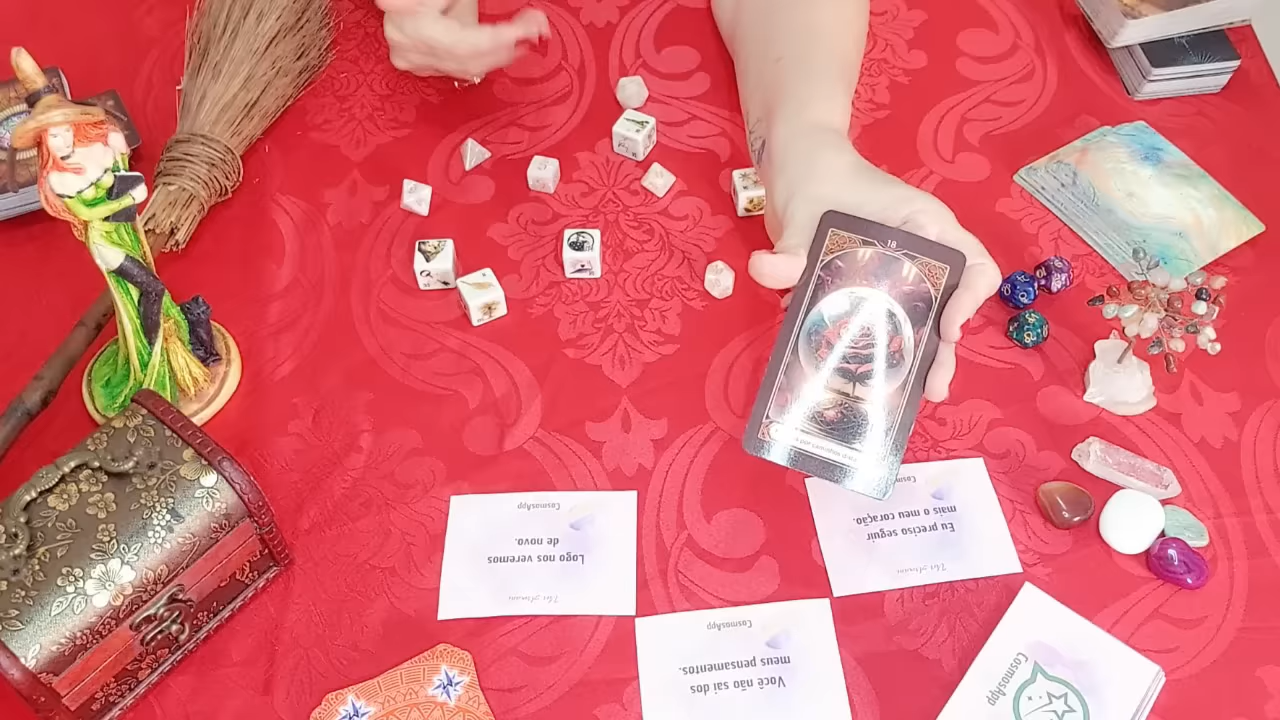 18
CosmosApp
Logo nos veremos
de novo.
Eu preciso seguir
mais o meu coração.
CosmosApp
Você não sai dos
meus pensamentos.
CosmosApp